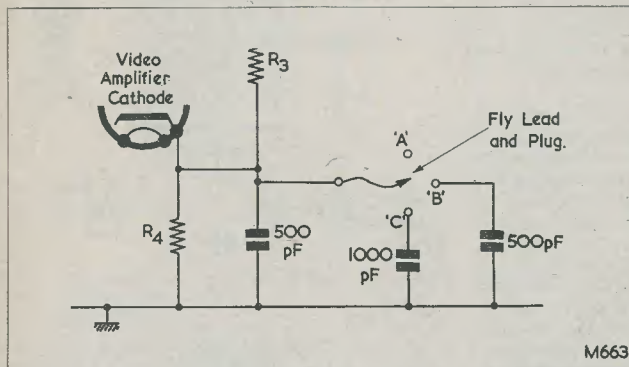 Video
Amplifier
Cathode
R3
Fly Lead
and Plug.
'A'
'B'
'C'
R4
500
pF
1000
pF
500pF
M663